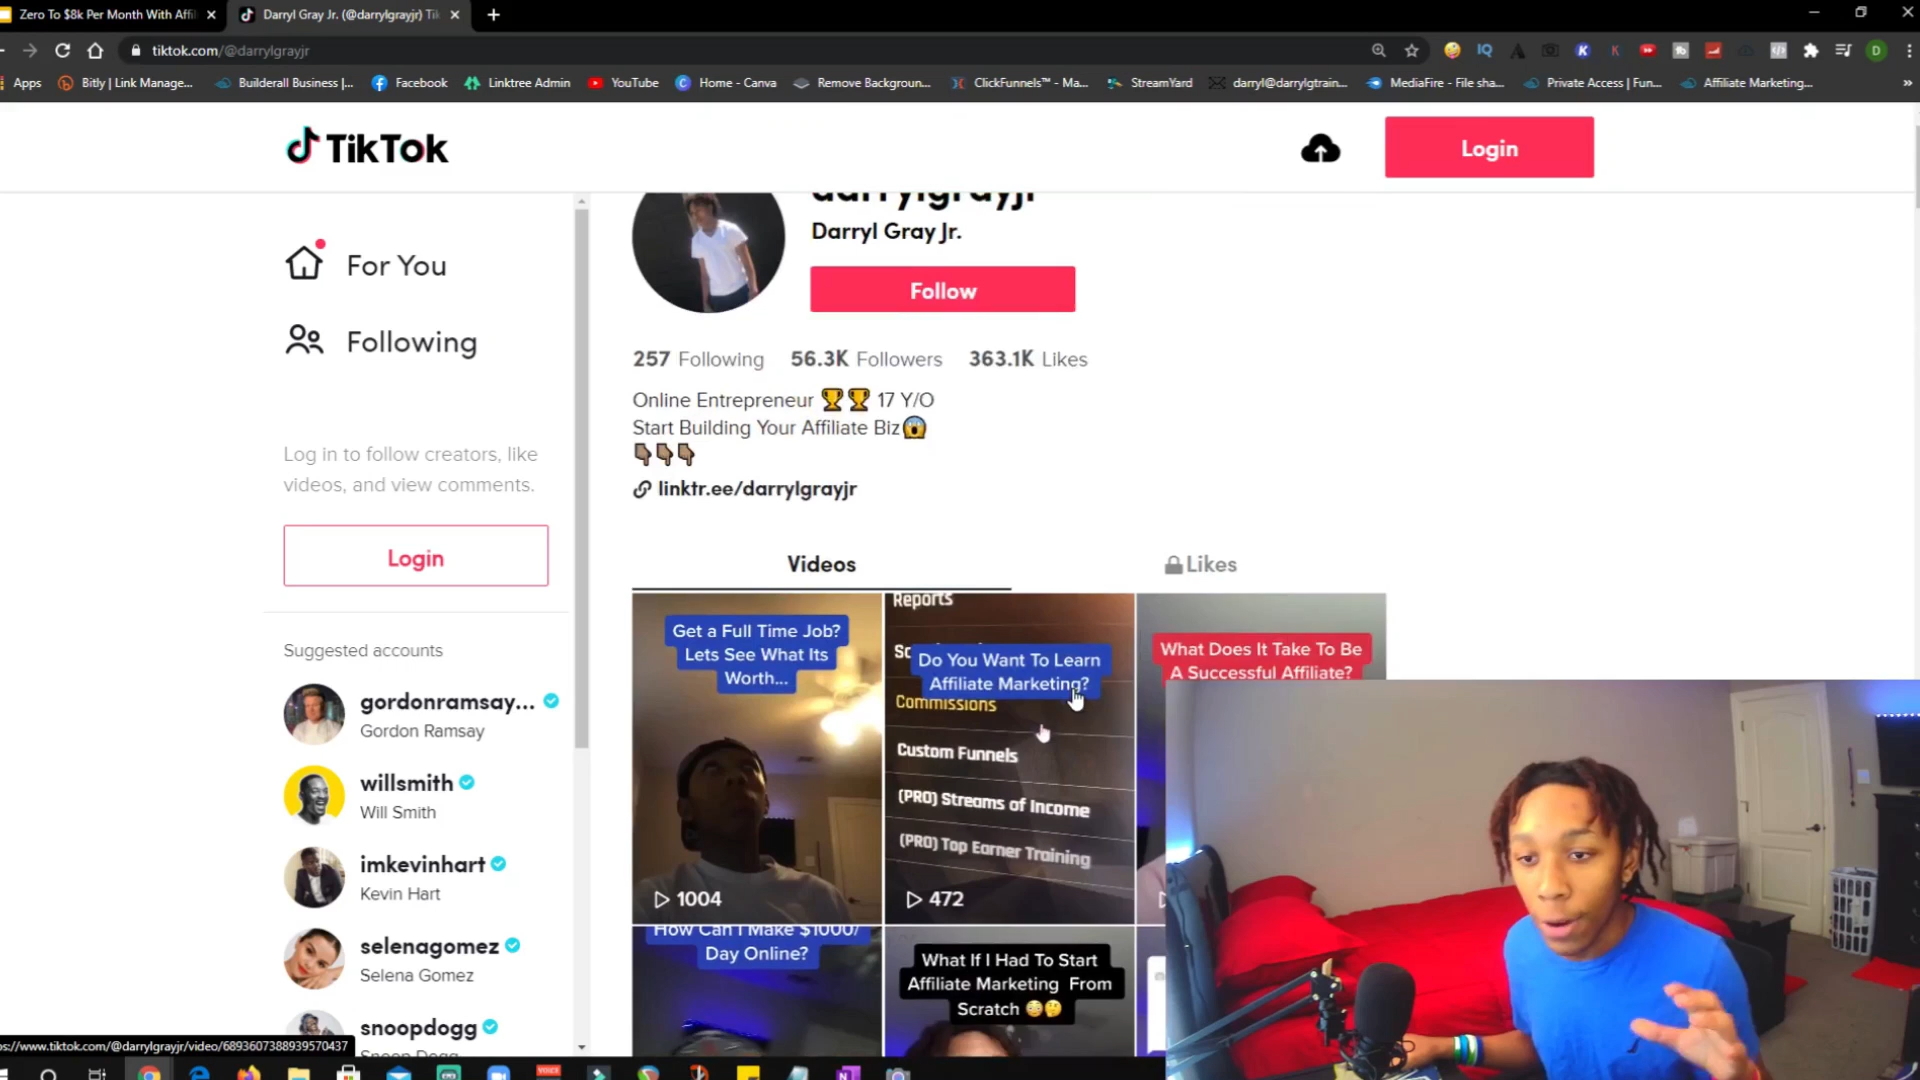 Zero To $8k Per Month With Affil
Darryl Gray Jr. (@darrylgrayjr) Ti
tiktok.com/@darrylgrayjr
Apps
Bitly | Link Manage...
Builderall Business |...
Facebook
Linktree Admin
YouTube
Home - Canva
Remove Backgroun...
ClickFunnels™ - Ma...
StreamYard
darryl@darrylgtrain...
MediaFire - File sha...
Private Access | Fun...
Affiliate Marketing...
TikTok
Login
darrylgrayjr
Darryl Gray Jr.
Follow
257 Following 56.3K Followers 363.1K Likes
Online Entrepreneur 🏆🏆 17 Y/O
Start Building Your Affiliate Biz😱
👇🏽👇🏽👇🏽
linktr.ee/darrylgrayjr
For You
Following
Log in to follow creators, like
videos, and view comments.
Login
Suggested accounts
gordonramsay...
Gordon Ramsay
willsmith
Will Smith
imkevinhart
Kevin Hart
selenagomez
Selena Gomez
snoopdogg
Snoop Dogg
Videos
Likes
Get a Full Time Job?
Lets See What Its
Worth...
1004
Reports
Do You Want To Learn
Affiliate Marketing?
Commissions
Custom Funnels
(PRO) Streams of Income
(PRO) Top Earner Training
472
What Does It Take To Be
A Successful Affiliate?
How Can I Make $1000/
Day Online?
What If I Had To Start
Affiliate Marketing From
Scratch 😳🤔
s://www.tiktok.com/@darrylgrayjr/video/6893607388939570437